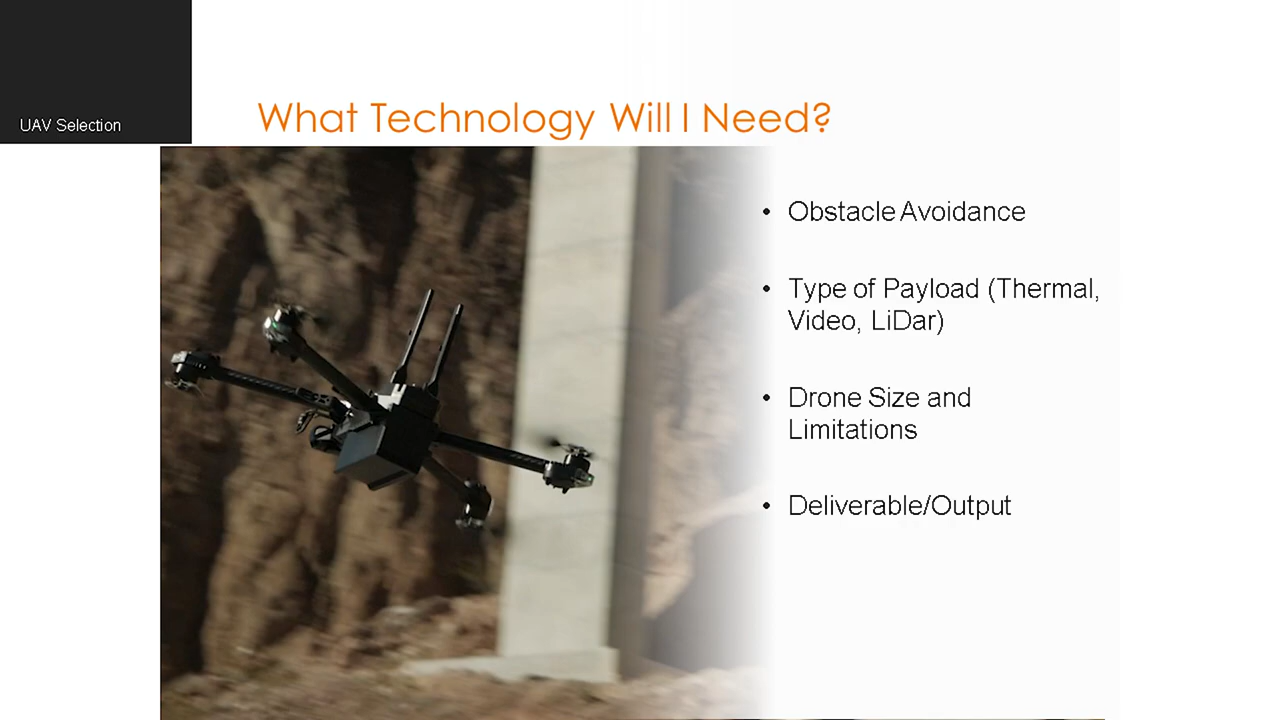 UAV Selection
What Technology Will I Need?
• Obstacle Avoidance
• Type of Payload (Thermal,
Video, LiDar)
• Drone Size and
Limitations
• Deliverable/Output